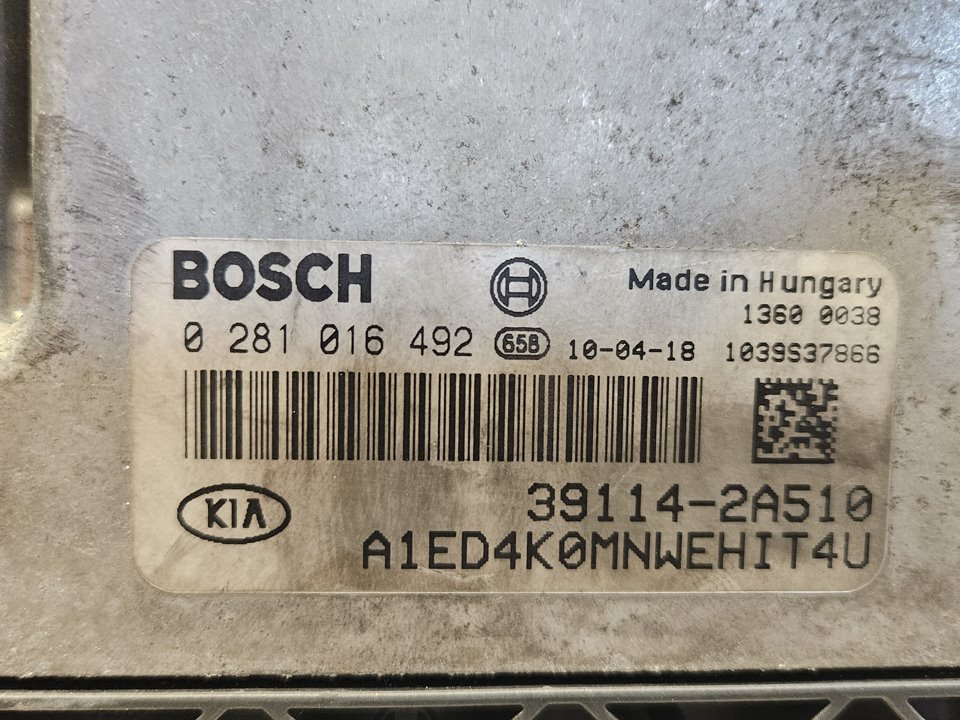 BOSCH Made in Hungary
1360 0038
0 281 016 492 658 10-04-18 1039S37866
KIA 39114-2A510
A1ED4K0MNWEHIT4U